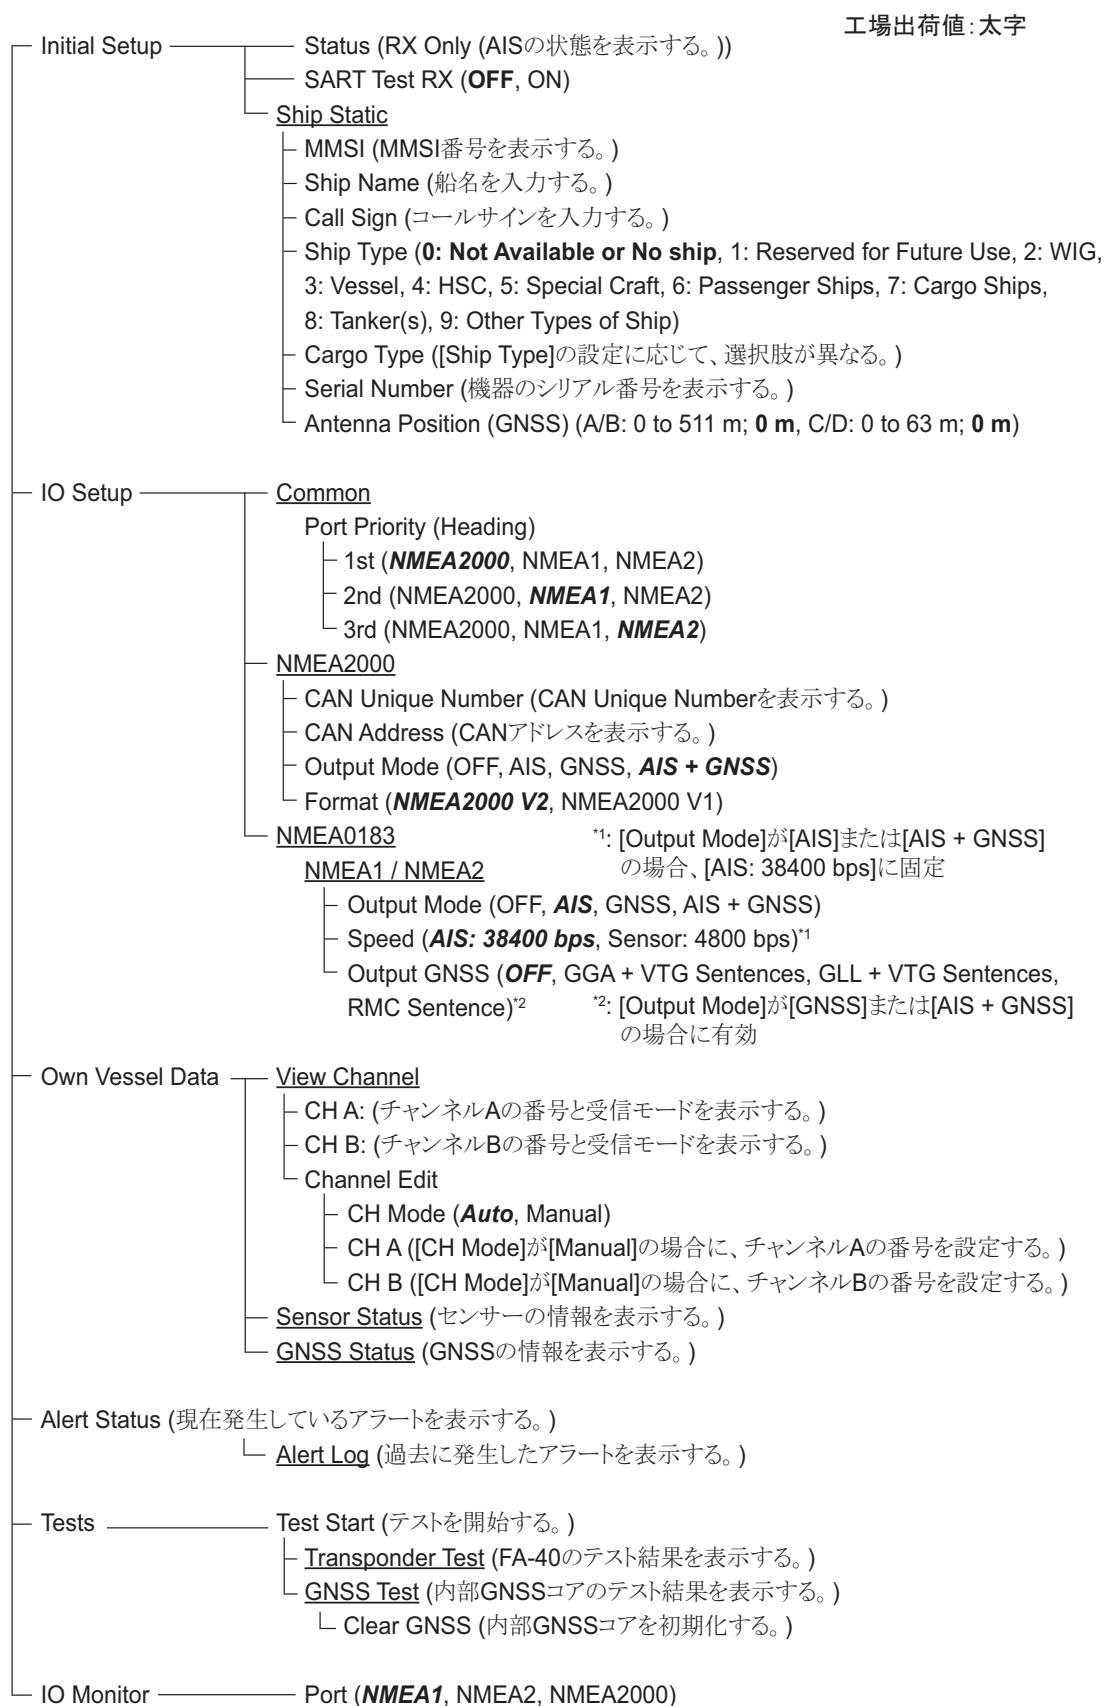 工場出荷値:太字
Initial Setup Status (RX Only (AISの状態を表示する。))
SART Test RX (OFF, ON)
Ship Static
MMSI (MMSI番号を表示する。)
Ship Name (船名を入力する。)
Call Sign (コールサインを入力する。)
Ship Type (0: Not Available or No ship, 1: Reserved for Future Use, 2: WIG,
3: Vessel, 4: HSC, 5: Special Craft, 6: Passenger Ships, 7: Cargo Ships,
8: Tanker(s), 9: Other Types of Ship)
Cargo Type ([Ship Type]の設定に応じて、選択肢が異なる。)
Serial Number (機器のシリアル番号を表示する。)
Antenna Position (GNSS) (A/B: 0 to 511 m; 0 m, C/D: 0 to 63 m; 0 m)
IO Setup Common
Port Priority (Heading)
1st (NMEA2000, NMEA1, NMEA2)
2nd (NMEA2000, NMEA1, NMEA2)
3rd (NMEA2000, NMEA1, NMEA2)
NMEA2000
CAN Unique Number (CAN Unique Numberを表示する。)
CAN Address (CANアドレスを表示する。)
Output Mode (OFF, AIS, GNSS, AIS + GNSS)
Format (NMEA2000 V2, NMEA2000 V1)
NMEA0183
*1: [Output Mode]が[AIS]または[AIS + GNSS]
の場合、[AIS: 38400 bps]に固定
NMEA1 / NMEA2
Output Mode (OFF, AIS, GNSS, AIS + GNSS)
Speed (AIS: 38400 bps, Sensor: 4800 bps)*1
Output GNSS (OFF, GGA + VTG Sentences, GLL + VTG Sentences,
RMC Sentence)*2
*2: [Output Mode]が[GNSS]または[AIS + GNSS]
の場合に有効
Own Vessel Data View Channel
CH A: (チャンネルAの番号と受信モードを表示する。)
CH B: (チャンネルBの番号と受信モードを表示する。)
Channel Edit
CH Mode (Auto, Manual)
CH A ([CH Mode]が[Manual]の場合に、チャンネルAの番号を設定する。)
CH B ([CH Mode]が[Manual]の場合に、チャンネルBの番号を設定する。)
Sensor Status (センサーの情報を表示する。)
GNSS Status (GNSSの情報を表示する。)
Alert Status (現在発生しているアラートを表示する。)
Alert Log (過去に発生したアラートを表示する。)
Tests Test Start (テストを開始する。)
Transponder Test (FA-40のテスト結果を表示する。)
GNSS Test (内部GNSSコアのテスト結果を表示する。)
Clear GNSS (内部GNSSコアを初期化する。)
IO Monitor Port (NMEA1, NMEA2, NMEA2000)